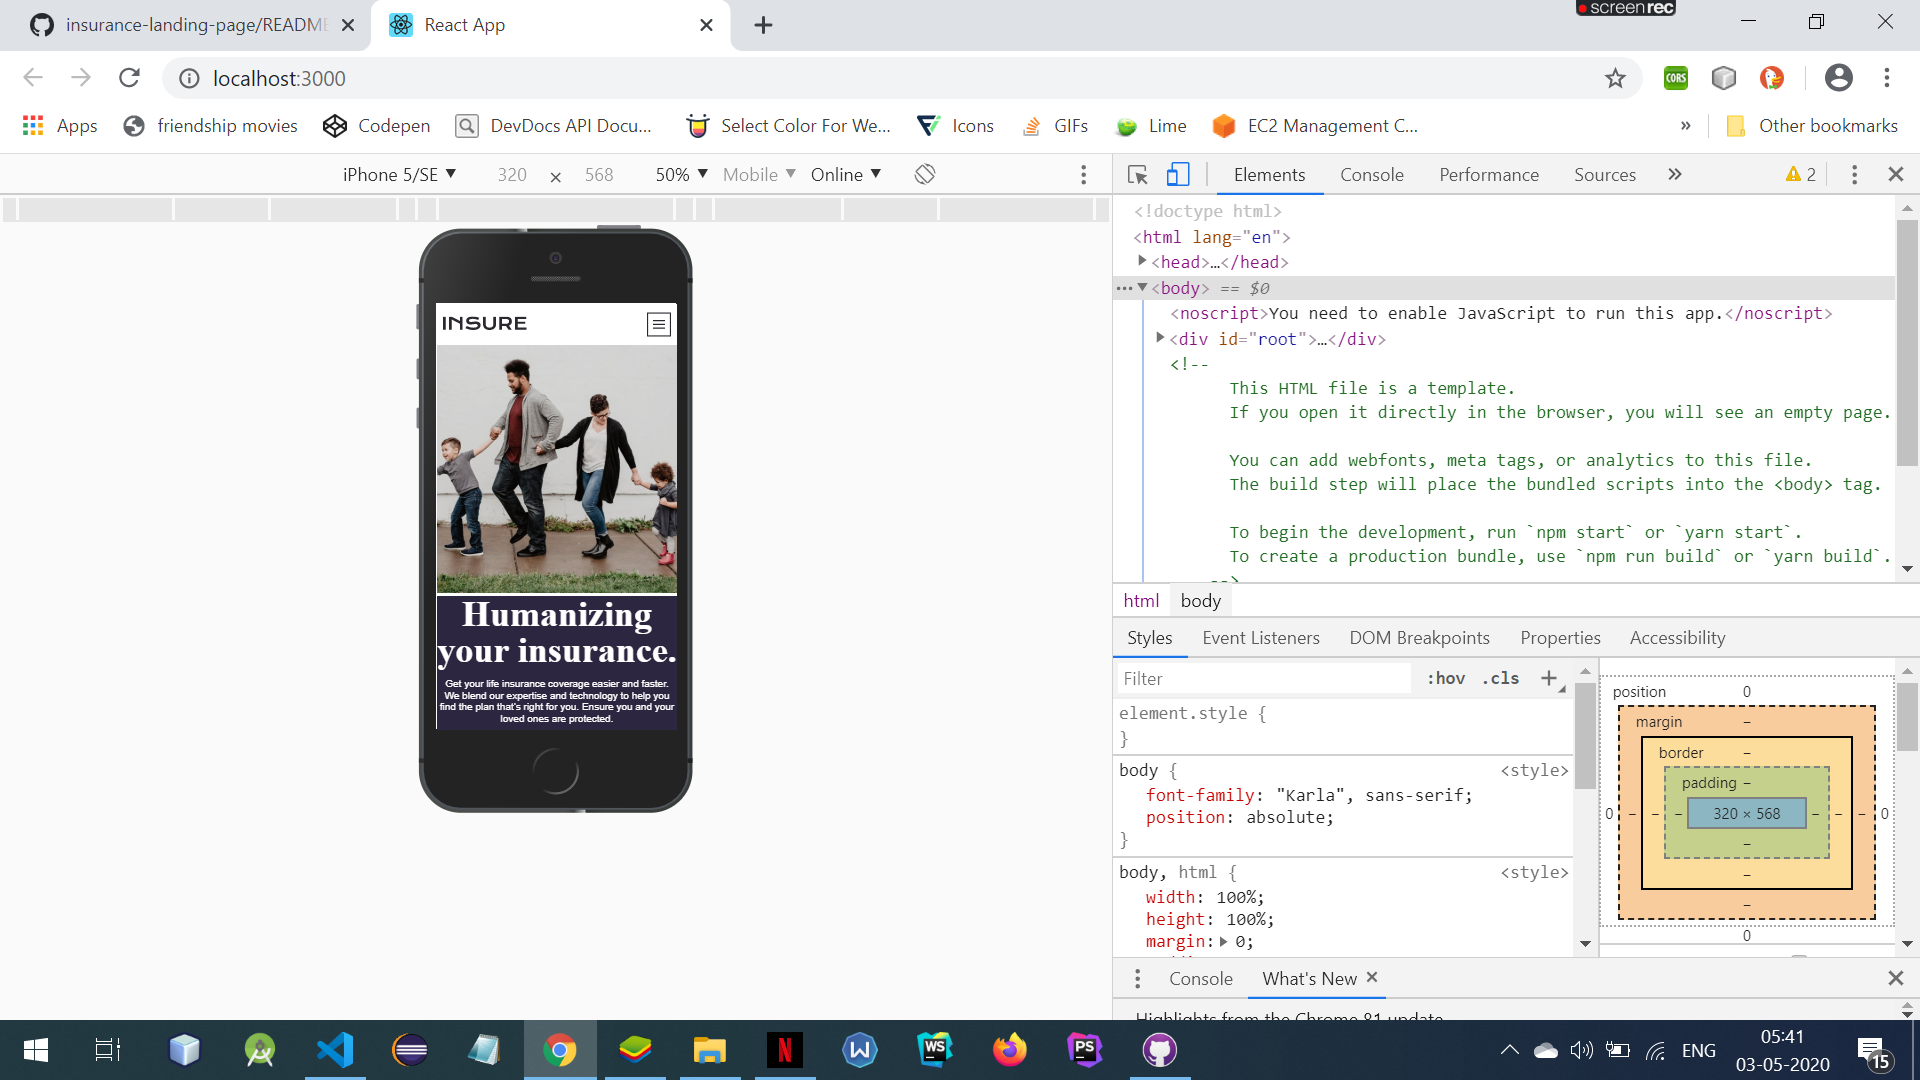 screenrec
insurance-landing-page/README
React App
localhost:3000
CORS
Apps
friendship movies
Codepen
DevDocs API Docu...
Select Color For We...
Icons
GIFs
Lime
EC2 Management C...
»
Other bookmarks
iPhone 5/SE
320 × 568
50%
Mobile
Online
Elements
Console
Performance
Sources
»
2
<!doctype html>
<html lang="en">
<head>…</head>
<body> == $0
<noscript>You need to enable JavaScript to run this app.</noscript>
<div id="root">…</div>
<!--
This HTML file is a template.
If you open it directly in the browser, you will see an empty page.
You can add webfonts, meta tags, or analytics to this file.
The build step will place the bundled scripts into the <body> tag.
To begin the development, run `npm start` or `yarn start`.
To create a production bundle, use `npm run build` or `yarn build`.
-->
INSURE
Humanizing
your insurance.
Get your life insurance coverage easier and faster.
We blend our expertise and technology to help you
find the plan that's right for you. Ensure you and your
loved ones are protected.
html
body
Styles
Event Listeners
DOM Breakpoints
Properties
Accessibility
Filter
:hov
.cls
element.style {
}
body {
<style>
font-family: "Karla", sans-serif;
position: absolute;
}
body, html {
<style>
width: 100%;
height: 100%;
margin: 0;
position 0
margin –
border –
padding –
0 – – – 320 × 568 – – – 0
–
–
–
0
Console
What's New
Highlights from the Chrome 81 update
N
W
WS
PS
ENG
05:41
03-05-2020
15